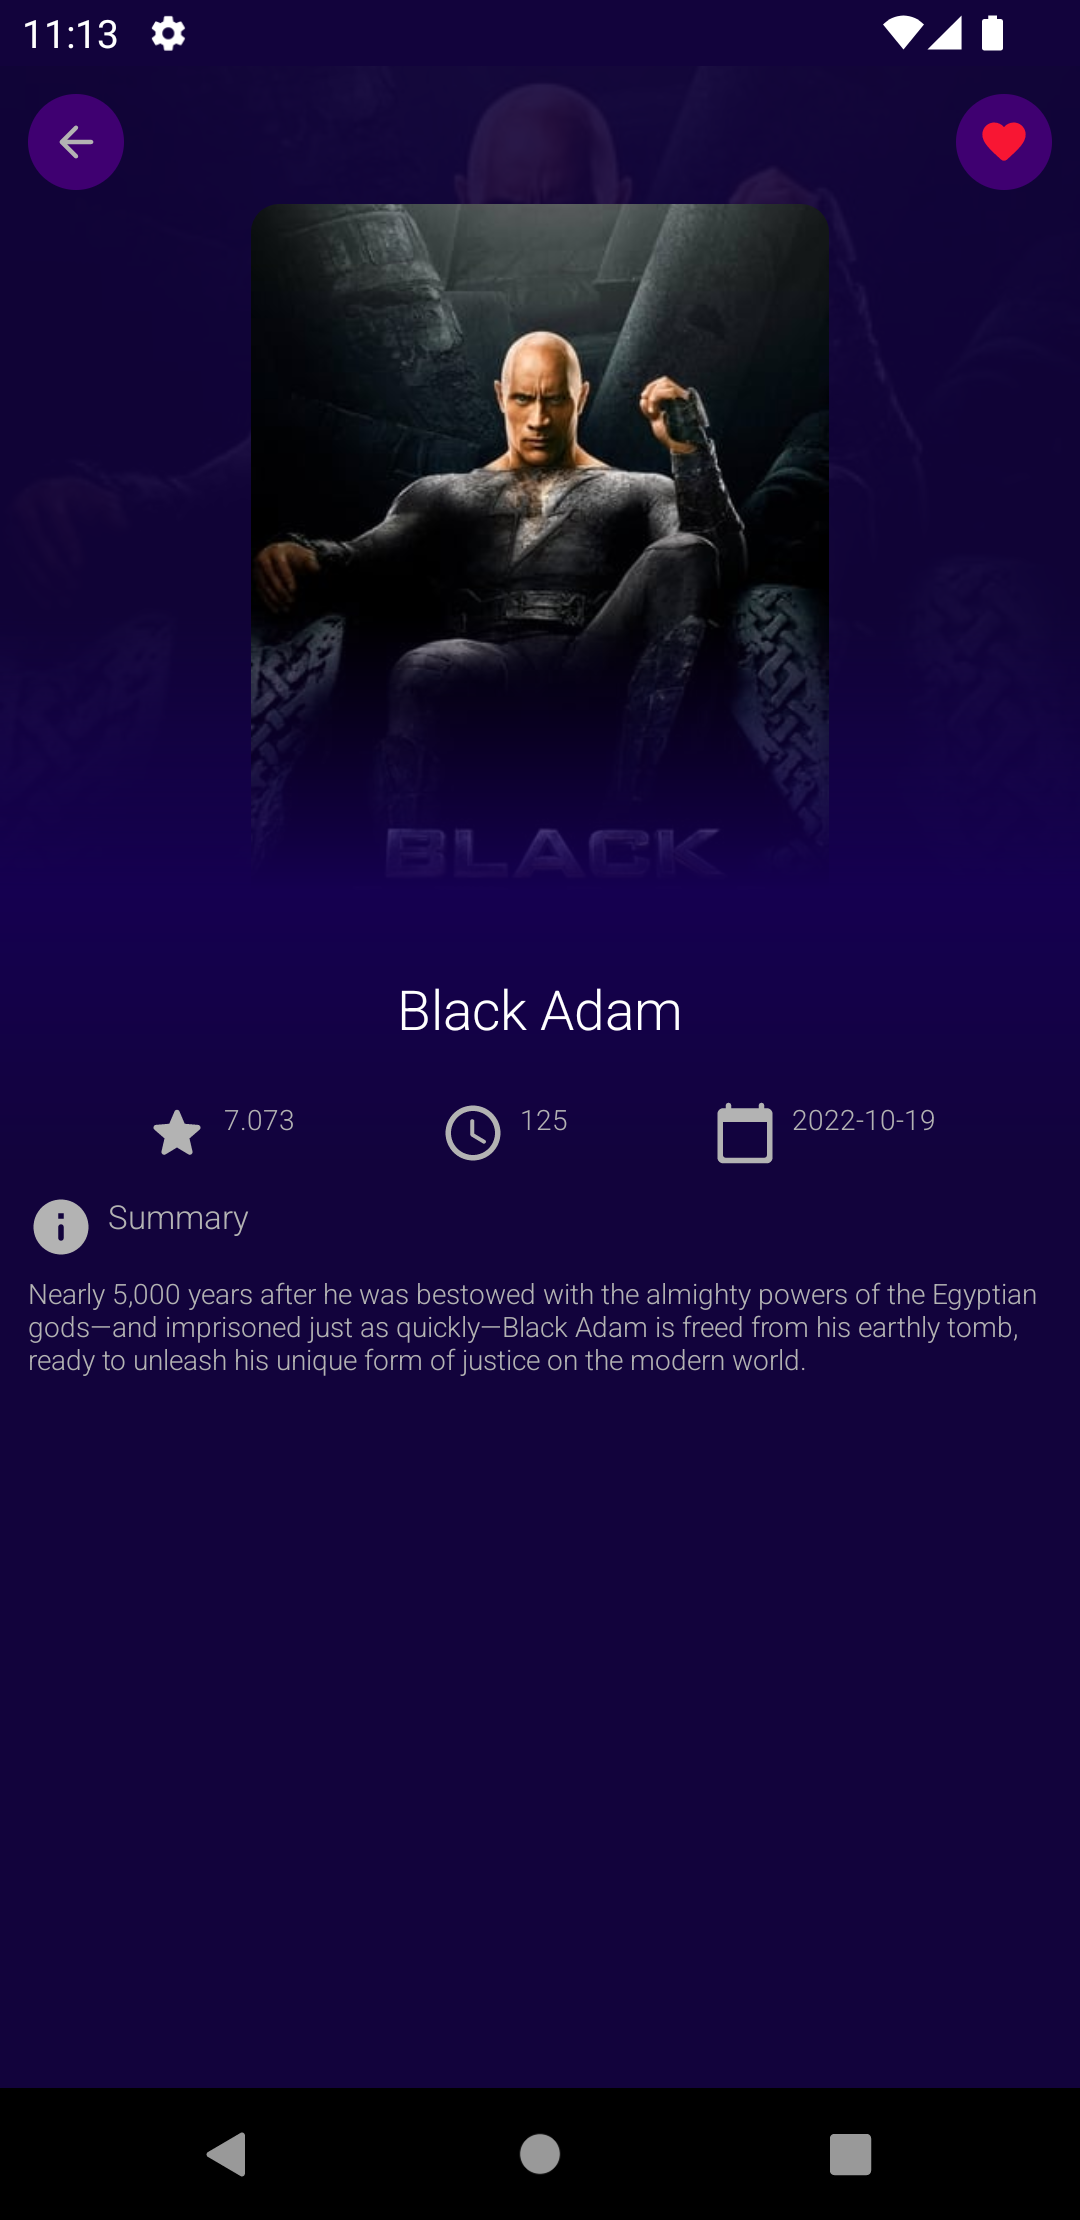 11:13
BLACK
Black Adam
7.073
125
2022-10-19
Summary
Nearly 5,000 years after he was bestowed with the almighty powers of the Egyptian
gods—and imprisoned just as quickly—Black Adam is freed from his earthly tomb,
ready to unleash his unique form of justice on the modern world.